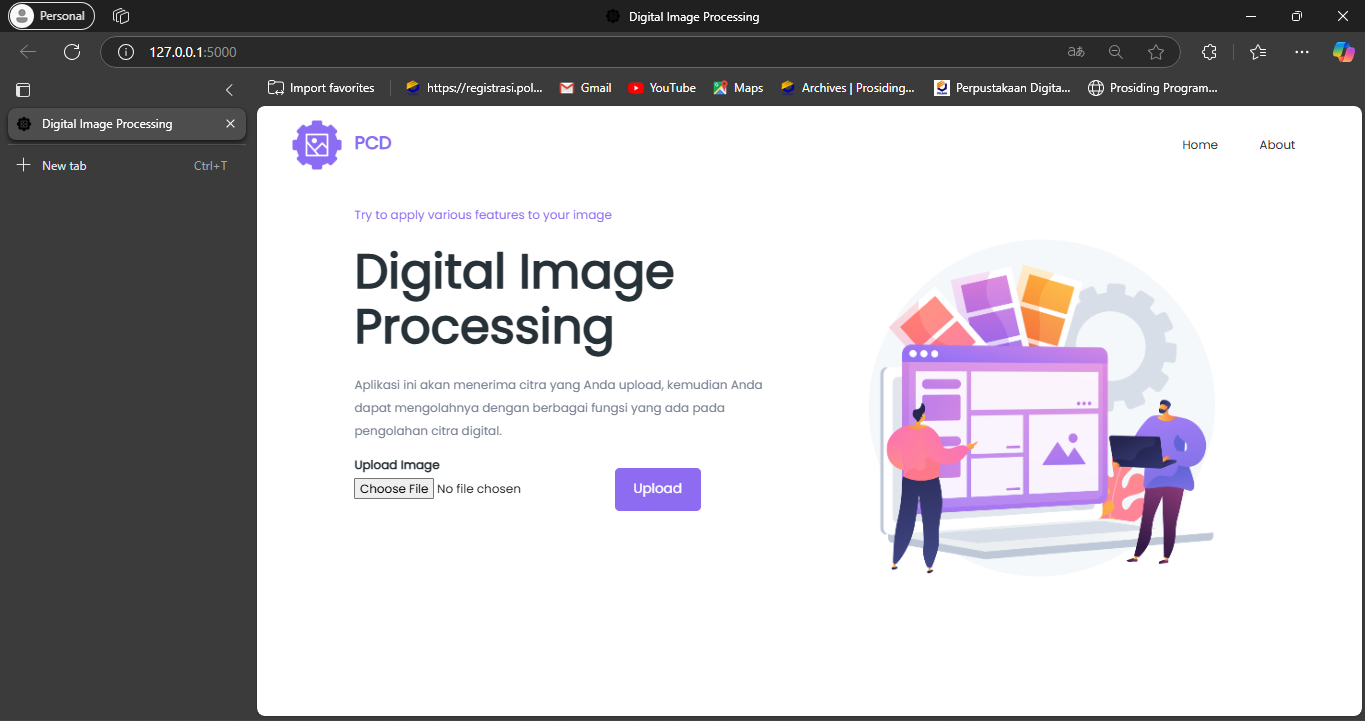 Personal
Digital Image Processing
127.0.0.1:5000
aあ
Import favorites
https://registrasi.pol...
Gmail
YouTube
Maps
Archives | Prosiding...
Perpustakaan Digita...
Prosiding Program...
Digital Image Processing
New tab Ctrl+T
PCD
Home
About
Try to apply various features to your image
Digital Image
Processing
Aplikasi ini akan menerima citra yang Anda upload, kemudian Anda
dapat mengolahnya dengan berbagai fungsi yang ada pada
pengolahan citra digital.
Upload Image
Choose File No file chosen
Upload